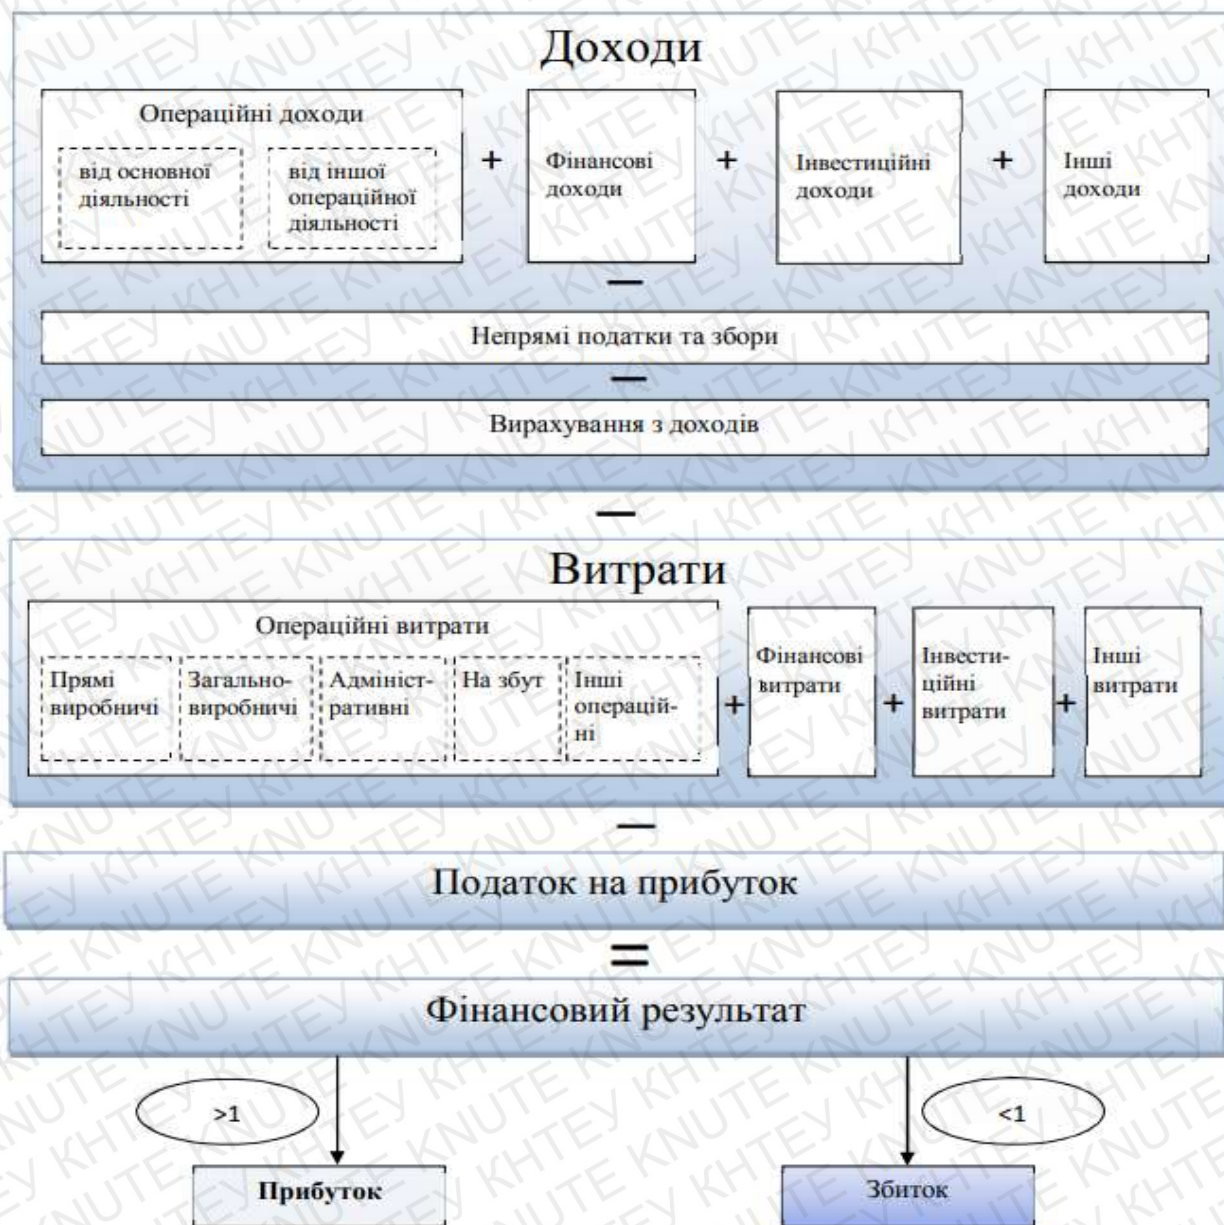 Доходи
Операційні доходи
від основної
діяльності
від іншої
операційної
діяльності
+
Фінансові
доходи
+
Інвестиційні
доходи
+
Інші
доходи
—
Непрямі податки та збори
—
Вирахування з доходів
—
Витрати
Операційні витрати
Прямі
виробничі
Загально-
виробничі
Адмініст-
ративні
На збут
Інші
операцій-
ні
+
Фінансові
витрати
+
Інвести-
ційні
витрати
+
Інші
витрати
—
Податок на прибуток
=
Фінансовий результат
>1
<1
Прибуток
Збиток